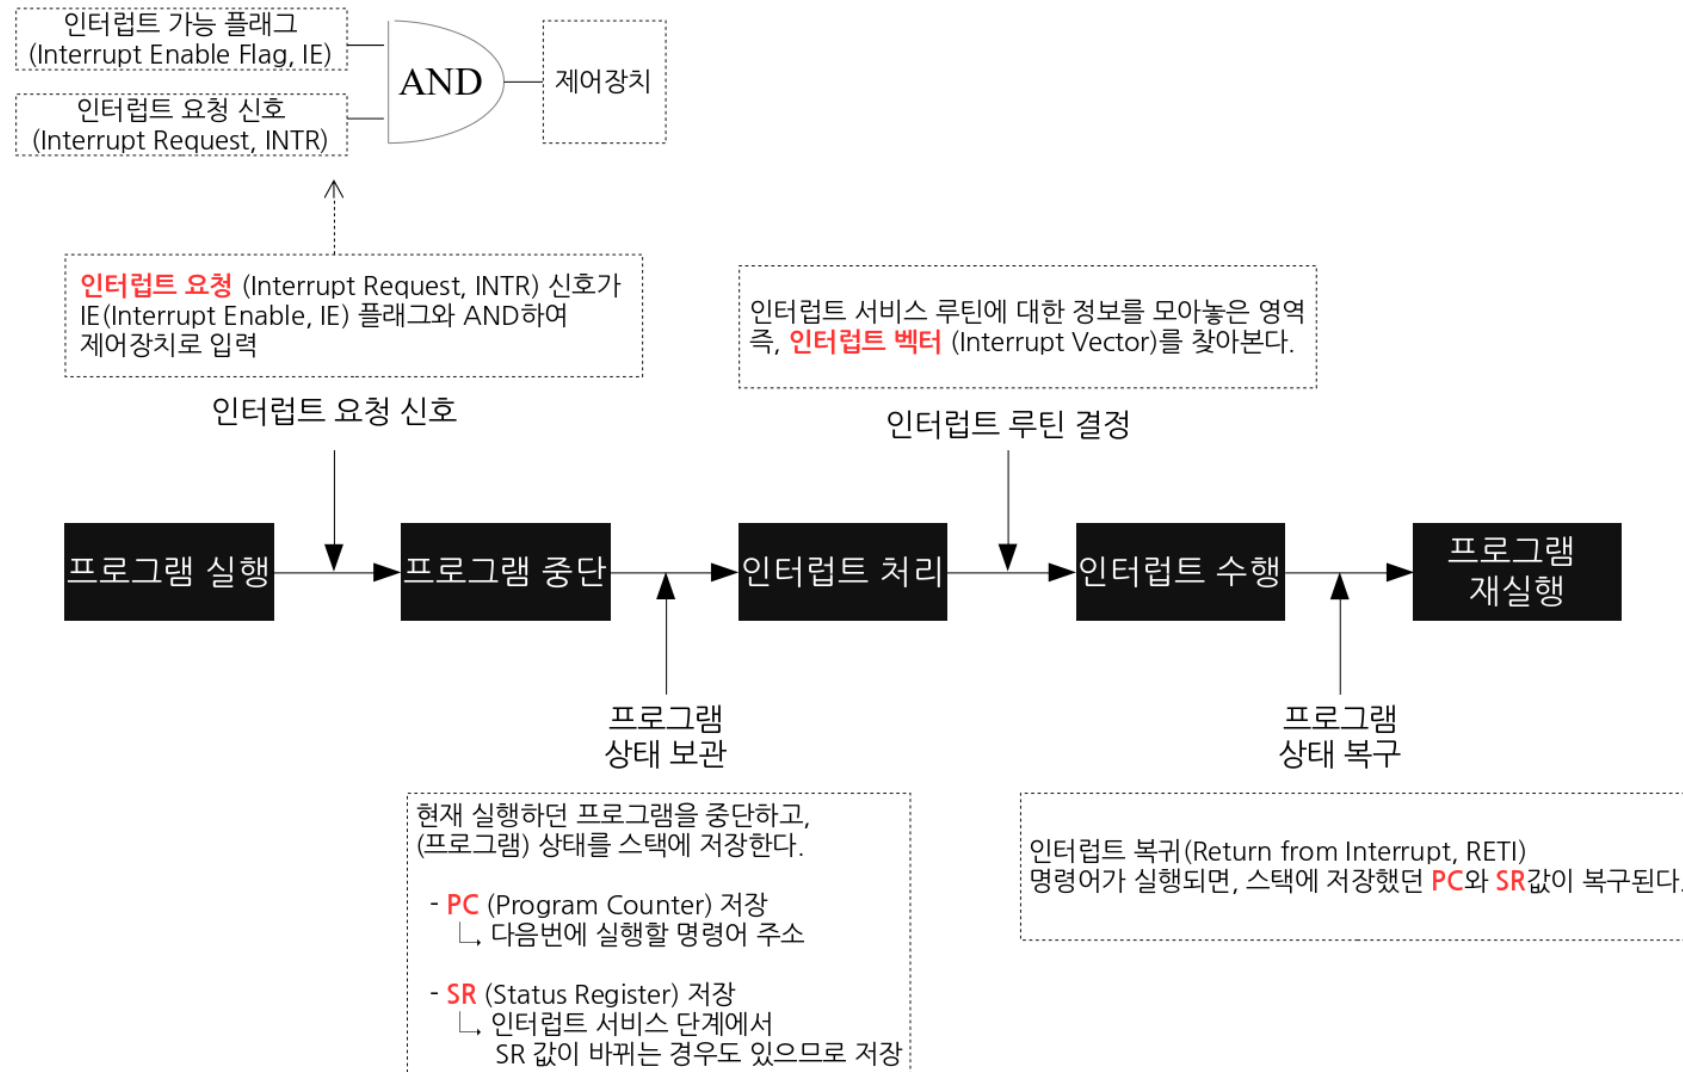 인터럽트 가능 플래그
(Interrupt Enable Flag, IE)
인터럽트 요청 신호
(Interrupt Request, INTR)
AND
제어장치
인터럽트 요청 (Interrupt Request, INTR) 신호가
IE(Interrupt Enable, IE) 플래그와 AND하여
제어장치로 입력
인터럽트 요청 신호
인터럽트 서비스 루틴에 대한 정보를 모아놓은 영역
즉, 인터럽트 벡터 (Interrupt Vector)를 찾아본다.
인터럽트 루틴 결정
프로그램 실행
프로그램 중단
인터럽트 처리
인터럽트 수행
프로그램
재실행
프로그램
상태 보관
현재 실행하던 프로그램을 중단하고,
(프로그램) 상태를 스택에 저장한다.
- PC (Program Counter) 저장
다음번에 실행할 명령어 주소
- SR (Status Register) 저장
인터럽트 서비스 단계에서
SR 값이 바뀌는 경우도 있으므로 저장
프로그램
상태 복구
인터럽트 복귀(Return from Interrupt, RETI)
명령어가 실행되면, 스택에 저장했던 PC와 SR값이 복구된다.